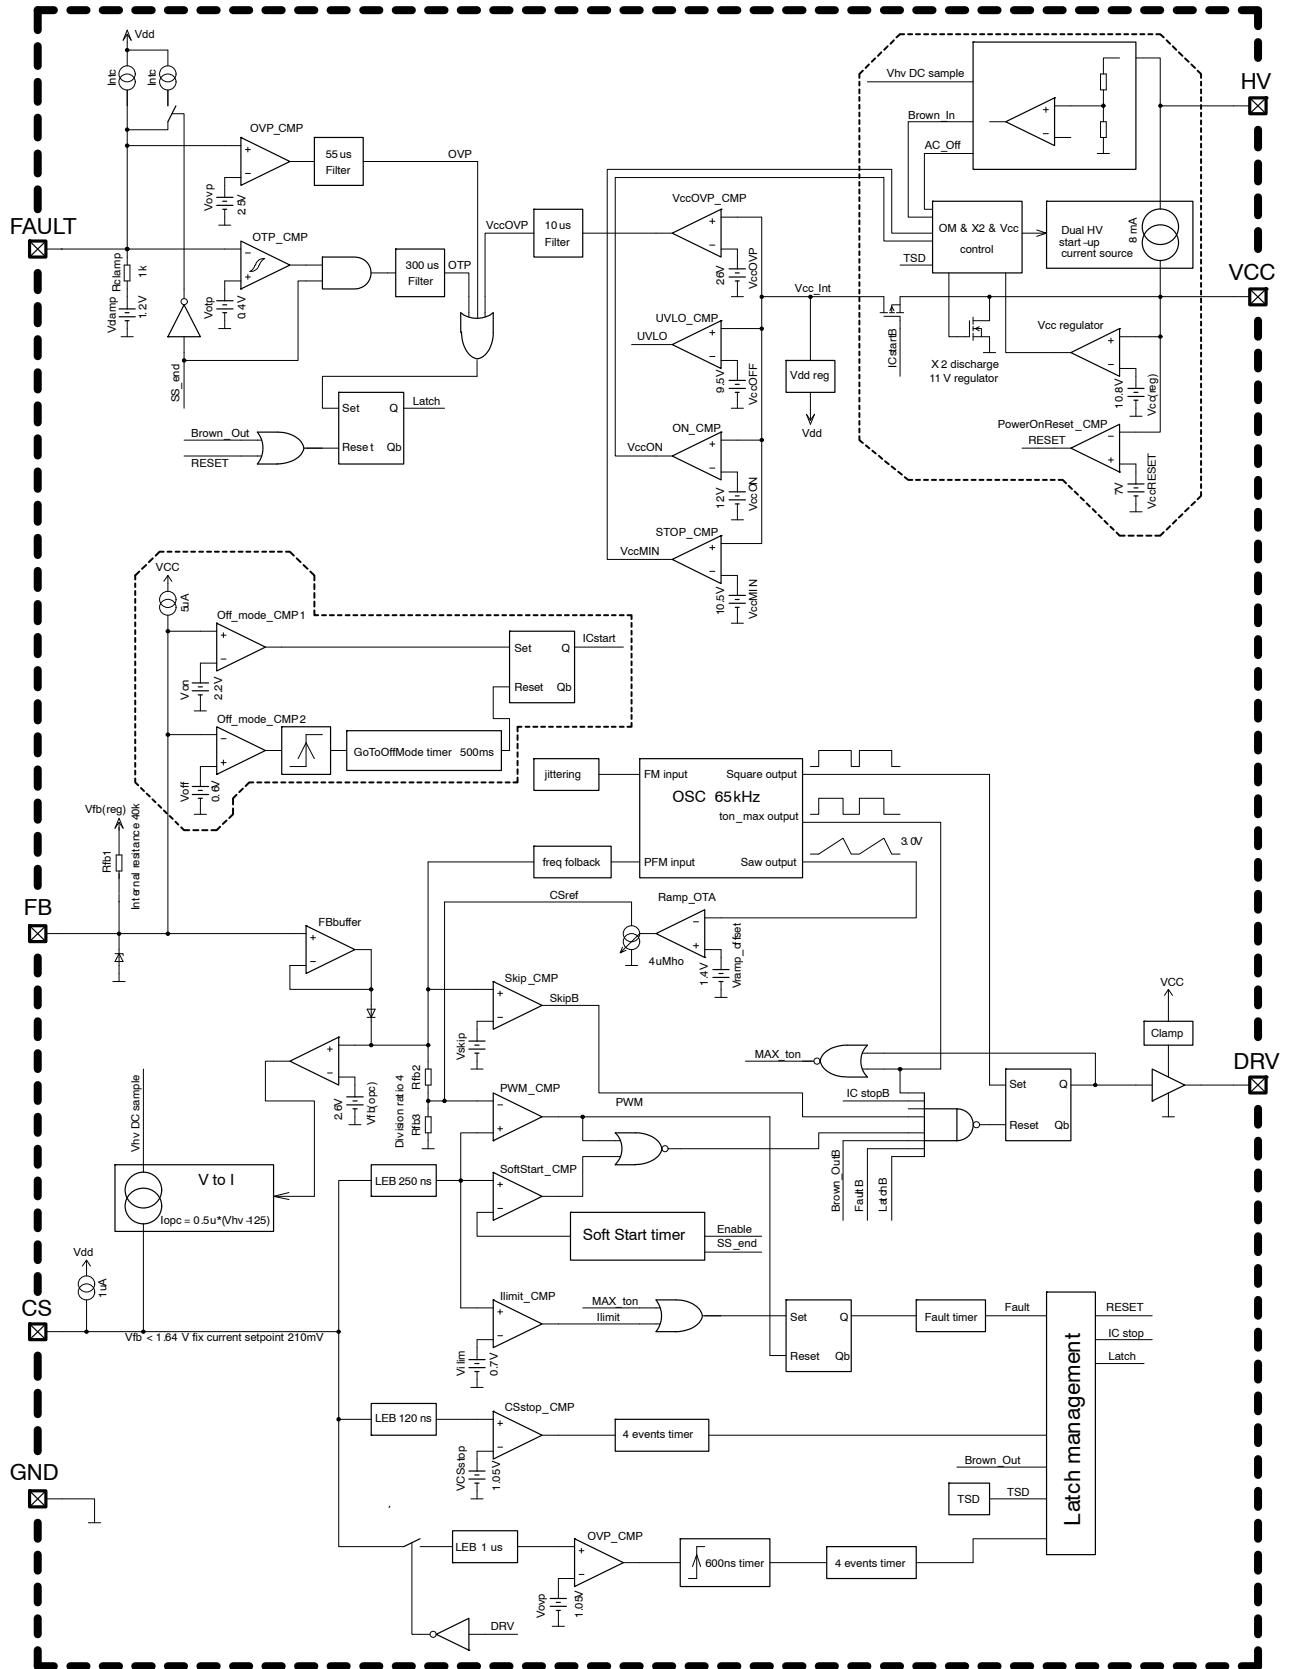 Vdd
Intc
Intc
OVP_CMP
55 us
Filter
OVP
Vovp
2.5V
FAULT
OTP_CMP
Rclamp
1k
Vclamp
1.2V
Votp
0.4V
300 us
Filter
OTP
SS_end
VccOVP
10 us
Filter
VccOVP_CMP
26V
VccOVP
Set
Q
Latch
Reset
Qb
Brown_Out
RESET
UVLO_CMP
UVLO
9.5V
VccOFF
ON_CMP
VccON
12V
VccON
STOP_CMP
VccMIN
10.5V
VccMIN
Vcc_Int
Vdd reg
Vdd
ICstartB
Vhv DC sample
Brown_In
AC_Off
HV
OM & X2 & Vcc
control
TSD
Dual HV
start-up
current source
8 mA
VCC
X2 discharge
11 V regulator
Vcc regulator
10.8V
Vcc(reg)
PowerOnReset_CMP
RESET
7V
VccRESET
VCC
5uA
Off_mode_CMP1
Von
2.2V
Set
Q
ICstart
Reset
Qb
Off_mode_CMP2
Voff
0.6V
GoToOffMode timer 500ms
Vfb(reg)
Rfb1
Internal resitance 40k
FB
FBbuffer
jittering
FM input
Square output
OSC 65kHz
ton_max output
freq folback
PFM input
Saw output
3.0V
CSref
Ramp_OTA
4uMho
1.4V
Vramp_offset
Skip_CMP
SkipB
Vskip
2.6V
Vfb(opc)
Rfb2
Division ratio 4
Rfb3
PWM_CMP
PWM
MAX_ton
IC stopB
Brown_OutB
FaultB
LatchB
Set
Q
Reset
Qb
VCC
Clamp
DRV
Vhv DC sample
V to I
Iopc = 0.5u*(Vhv-125)
LEB 250 ns
SoftStart_CMP
Soft Start timer
Enable
SS_end
Vdd
1uA
CS
Vfb < 1.64 V fix current setpoint 210mV
Ilimit_CMP
MAX_ton
Ilimit
Vilim
0.7V
Set
Q
Reset
Qb
Fault timer
Fault
Latch management
RESET
IC stop
Latch
LEB 120 ns
CSstop_CMP
VCSstop
1.05V
4 events timer
Brown_Out
TSD
TSD
GND
LEB 1 us
OVP_CMP
Vovp
1.05V
600ns timer
4 events timer
DRV